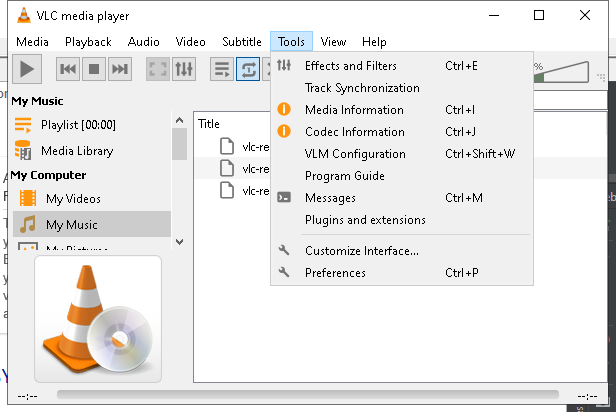 VLC media player
Media Playback Audio Video Subtitle Tools View Help
%
Effects and Filters Ctrl+E
Track Synchronization
Media Information Ctrl+I
Codec Information Ctrl+J
VLM Configuration Ctrl+Shift+W
Program Guide
Messages Ctrl+M
Plugins and extensions
Customize Interface...
Preferences Ctrl+P
My Music
Playlist [00:00]
Media Library
My Computer
My Videos
My Music
My Pictures
Title
vlc-re
vlc-re
vlc-re
--:-- --:--